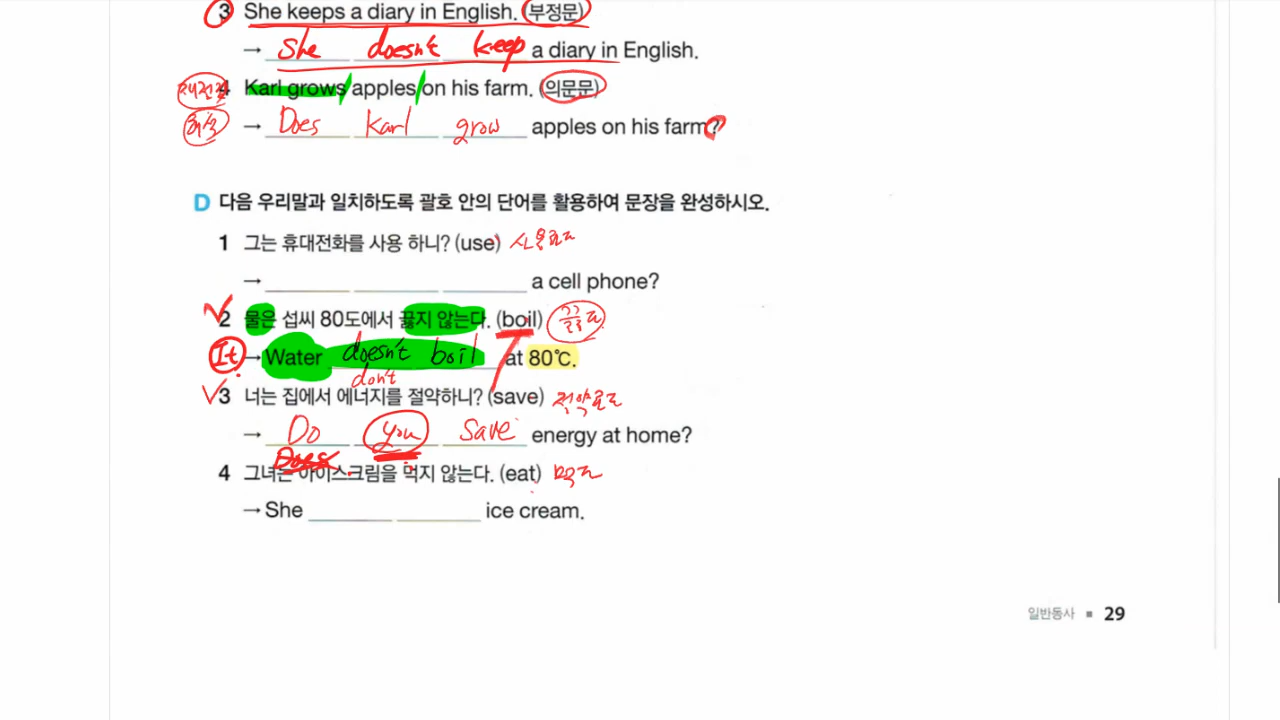 3 She keeps a diary in English. (부정문)
→ She doesn't keep a diary in English.
4 Karl grows apples on his farm. (의문문)
→ Does Karl grow apples on his farm?
D 다음 우리말과 일치하도록 괄호 안의 단어를 활용하여 문장을 완성하시오.
1 그는 휴대전화를 사용 하니? (use)
→ a cell phone?
2 물은 섭씨 80도에서 끓지 않는다. (boil)
It → Water doesn't boil at 80℃.
don't
3 너는 집에서 에너지를 절약하니? (save)
→ Do you save energy at home?
Does
4 그녀는 아이스크림을 먹지 않는다. (eat)
→ She ice cream.
일반동사 ■ 29